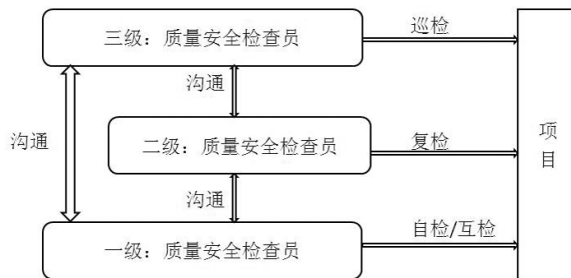 三级：质量安全检查员
巡检
沟通
沟通
二级：质量安全检查员
复检
项目
沟通
一级：质量安全检查员
自检/互检